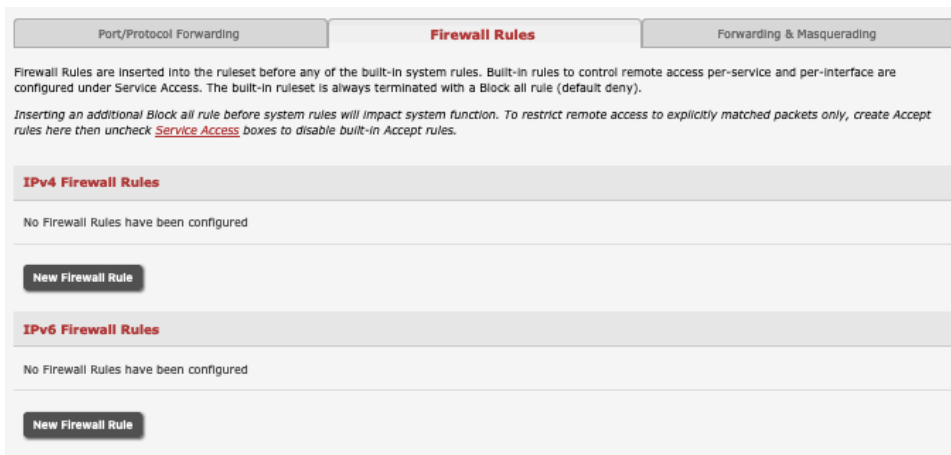 Port/Protocol Forwarding
Firewall Rules
Forwarding & Masquerading
Firewall Rules are inserted into the ruleset before any of the built-in system rules. Built-in rules to control remote access per-service and per-interface are
configured under Service Access. The built-in ruleset is always terminated with a Block all rule (default deny).
Inserting an additional Block all rule before system rules will impact system function. To restrict remote access to explicitly matched packets only, create Accept
rules here then uncheck Service Access boxes to disable built-in Accept rules.
IPv4 Firewall Rules
No Firewall Rules have been configured
New Firewall Rule
IPv6 Firewall Rules
No Firewall Rules have been configured
New Firewall Rule